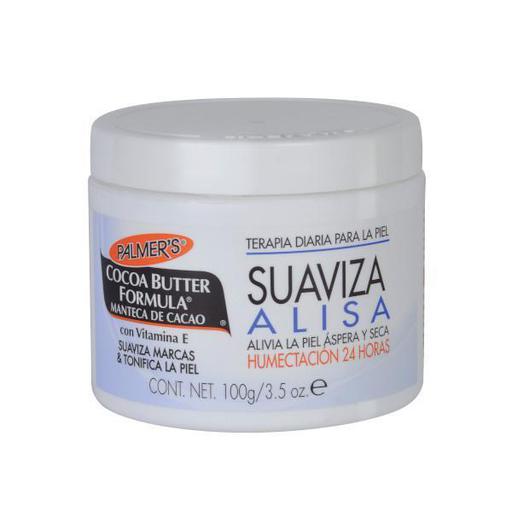 PALMER'S®
COCOA BUTTER
FORMULA®
MANTECA DE CACAO ®
con Vitamina E
SUAVIZA MARCAS
& TONIFICA LA PIEL
TERAPIA DIARIA PARA LA PIEL
SUAVIZA
ALISA
ALIVIA LA PIEL ÁSPERA Y SECA
HUMECTACIÓN 24 HORAS
CONT. NET. 100g/3.5 oz. ℮